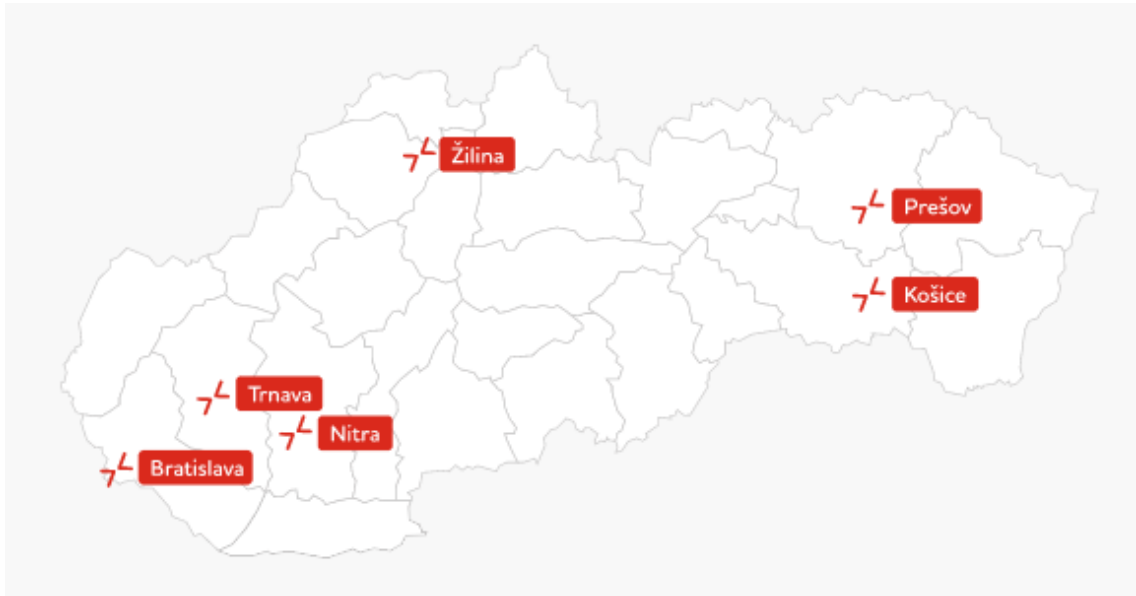 Žilina
Prešov
Košice
Trnava
Nitra
Bratislava